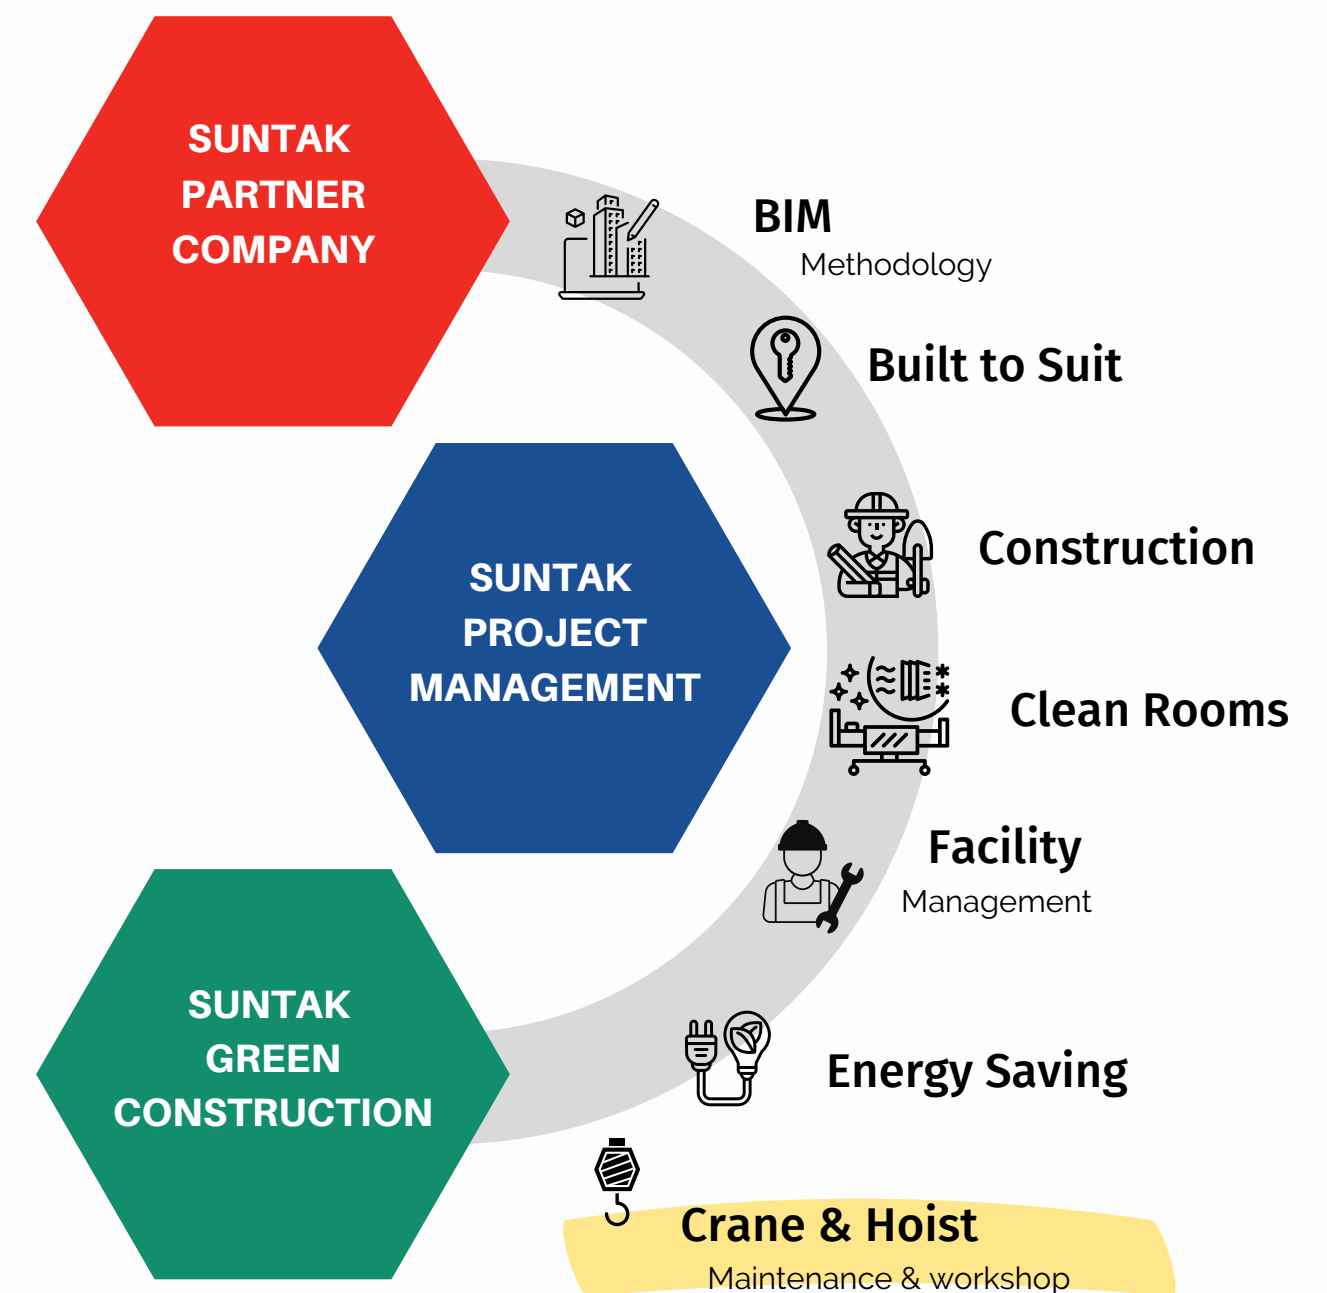 SUNTAK
PARTNER
COMPANY
BIM
Methodology
Built to Suit
SUNTAK
PROJECT
MANAGEMENT
Construction
Clean Rooms
Facility
Management
SUNTAK
GREEN
CONSTRUCTION
Energy Saving
Crane & Hoist
Maintenance & workshop